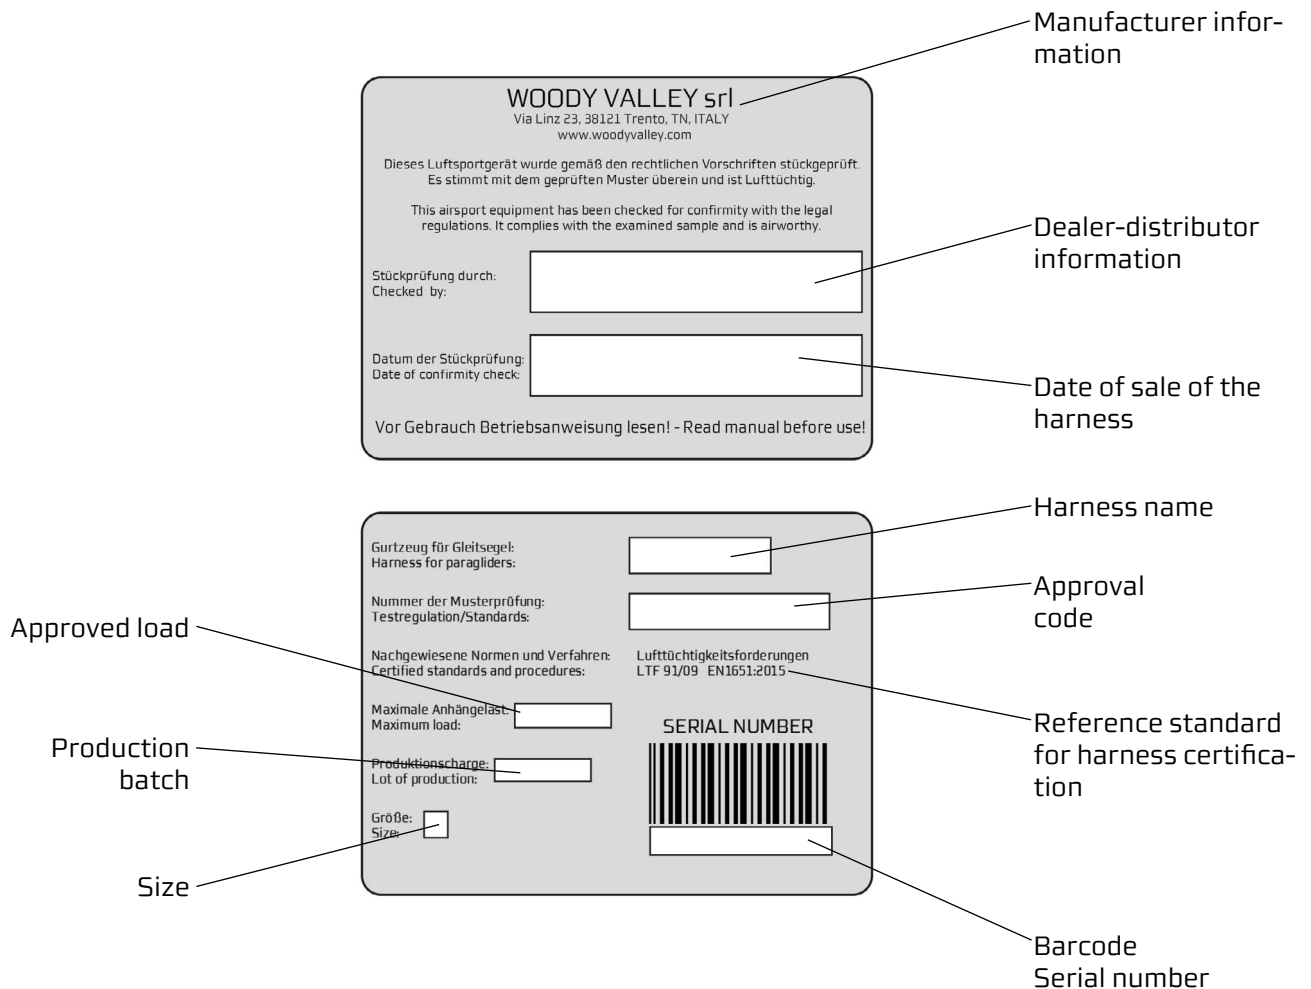 Manufacturer infor-
mation
WOODY VALLEY srl
Via Linz 23, 38121 Trento, TN, ITALY
www.woodyvalley.com
Dieses Luftsportgerät wurde gemäß den rechtlichen Vorschriften stückgeprüft.
Es stimmt mit dem geprüften Muster überein und ist Lufttüchtig.
This airsport equipment has been checked for confirmity with the legal
regulations. It complies with the examined sample and is airworthy.
Dealer-distributor
information
Stückprüfung durch:
Checked by:
Datum der Stückprüfung:
Date of confirmity check:
Date of sale of the
harness
Vor Gebrauch Betriebsanweisung lesen! - Read manual before use!
Harness name
Gurtzeug für Gleitsegel:
Harness for paragliders:
Approval
code
Nummer der Musterprüfung:
Testregulation/Standards:
Approved load
Nachgewiesene Normen und Verfahren: Lufttüchtigkeitsforderungen
Certified standards and procedures: LTF 91/09 EN1651:2015
Maximale Anhängelast:
Maximum load:
SERIAL NUMBER
Reference standard
for harness certifica-
tion
Production
batch
Produktionscharge:
Lot of production:
Größe:
Size:
Size
Barcode
Serial number